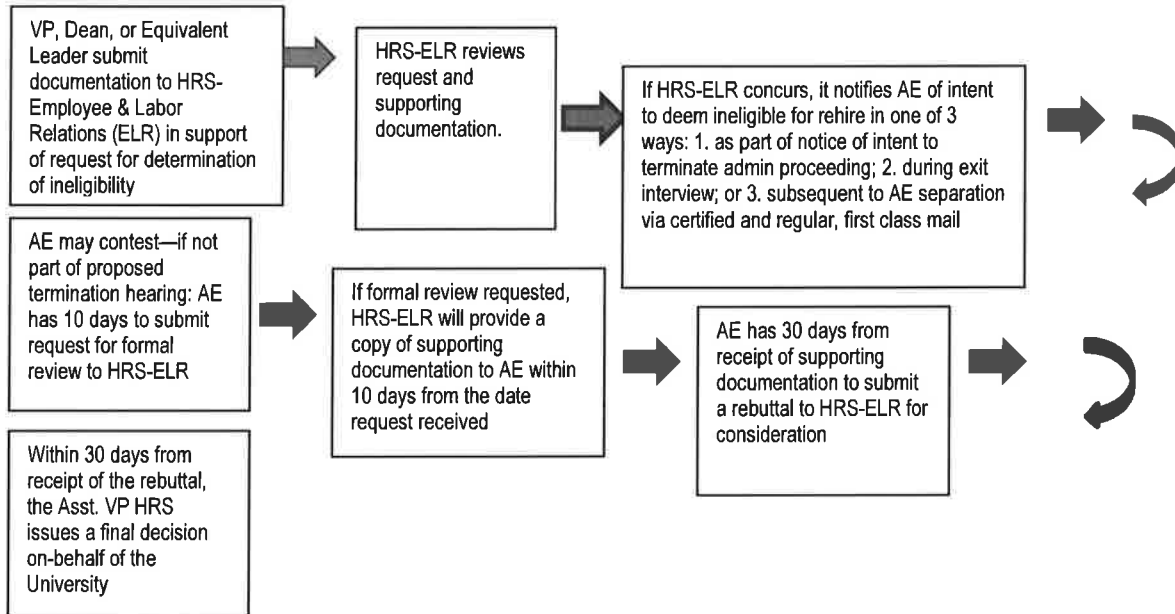 VP, Dean, or Equivalent
Leader submit
documentation to HRS-
Employee & Labor
Relations (ELR) in support
of request for determination
of ineligibility
HRS-ELR reviews
request and
supporting
documentation.
If HRS-ELR concurs, it notifies AE of intent
to deem ineligible for rehire in one of 3
ways: 1. as part of notice of intent to
terminate admin proceeding; 2. during exit
interview; or 3. subsequent to AE separation
via certified and regular, first class mail
AE may contest—if not
part of proposed
termination hearing: AE
has 10 days to submit
request for formal
review to HRS-ELR
If formal review requested,
HRS-ELR will provide a
copy of supporting
documentation to AE within
10 days from the date
request received
AE has 30 days from
receipt of supporting
documentation to submit
a rebuttal to HRS-ELR for
consideration
Within 30 days from
receipt of the rebuttal,
the Asst. VP HRS
issues a final decision
on-behalf of the
University